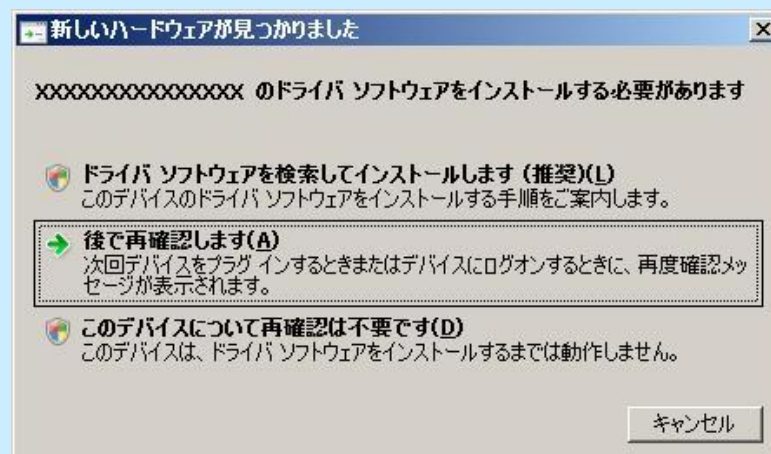 新しいハードウェアが見つかりました
XXXXXXXXXXXXXXX のドライバ ソフトウェアをインストールする必要があります
ドライバ ソフトウェアを検索してインストールします (推奨)(L)
このデバイスのドライバ ソフトウェアをインストールする手順をご案内します。
後で再確認します(A)
次回デバイスをプラグ インするときまたはデバイスにログオンするときに、再度確認メッ
セージが表示されます。
このデバイスについて再確認は不要です(D)
このデバイスは、ドライバ ソフトウェアをインストールするまでは動作しません。
キャンセル